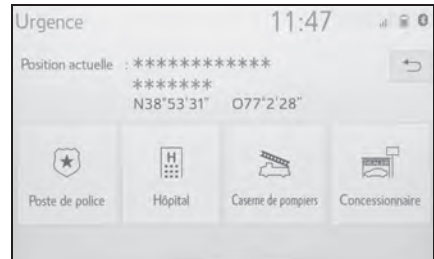 Urgence 11:47
Position actuelle : ************
*******
N38°53'31" O77°2'28"
H
Poste de police Hôpital Caserne de pompiers Concessionnaire